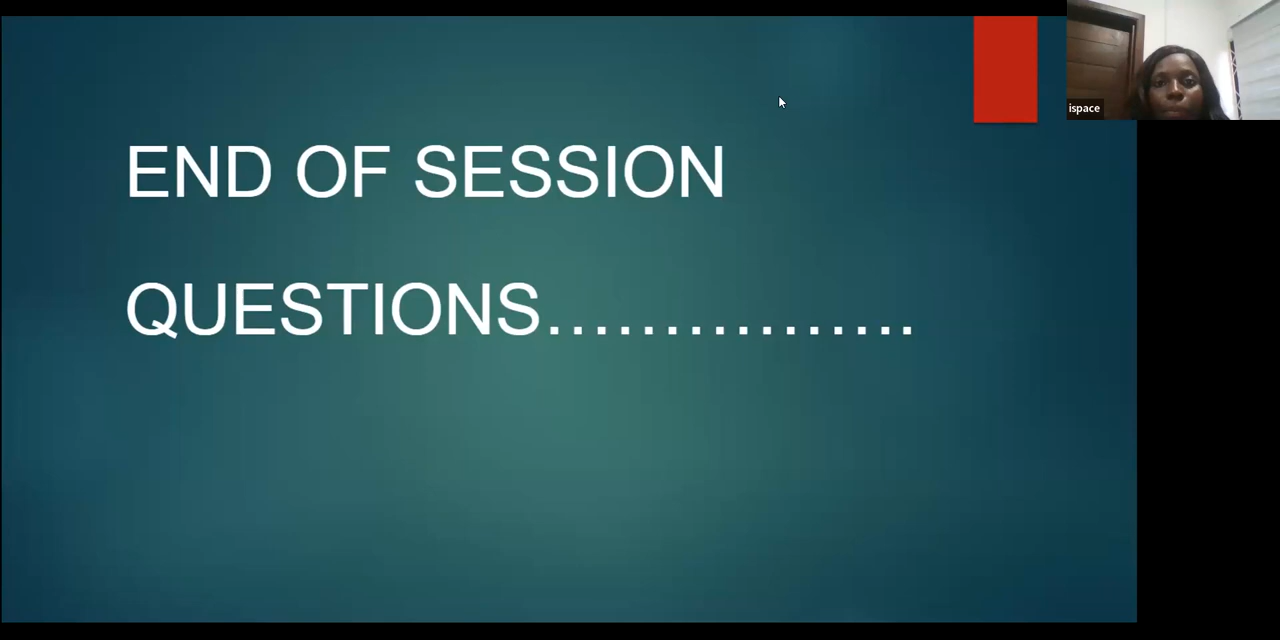 END OF SESSION
QUESTIONS................
ispace